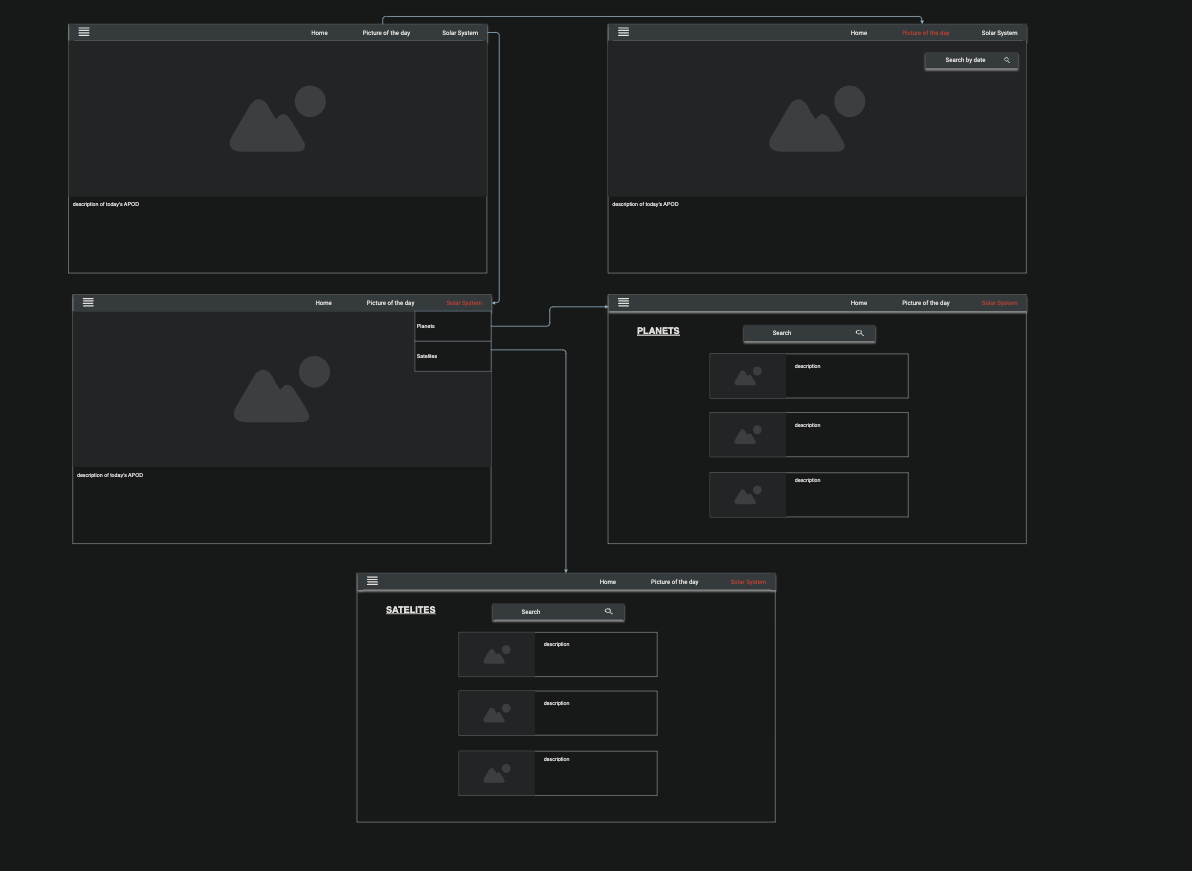 Home Picture of the day Solar System
description of today's APOD
Home Picture of the day Solar System
Search by date
description of today's APOD
Home Picture of the day Solar System
Planets
Satelites
description of today's APOD
Home Picture of the day Solar System
PLANETS
Search
description
description
description
Home Picture of the day Solar System
SATELITES
Search
description
description
description